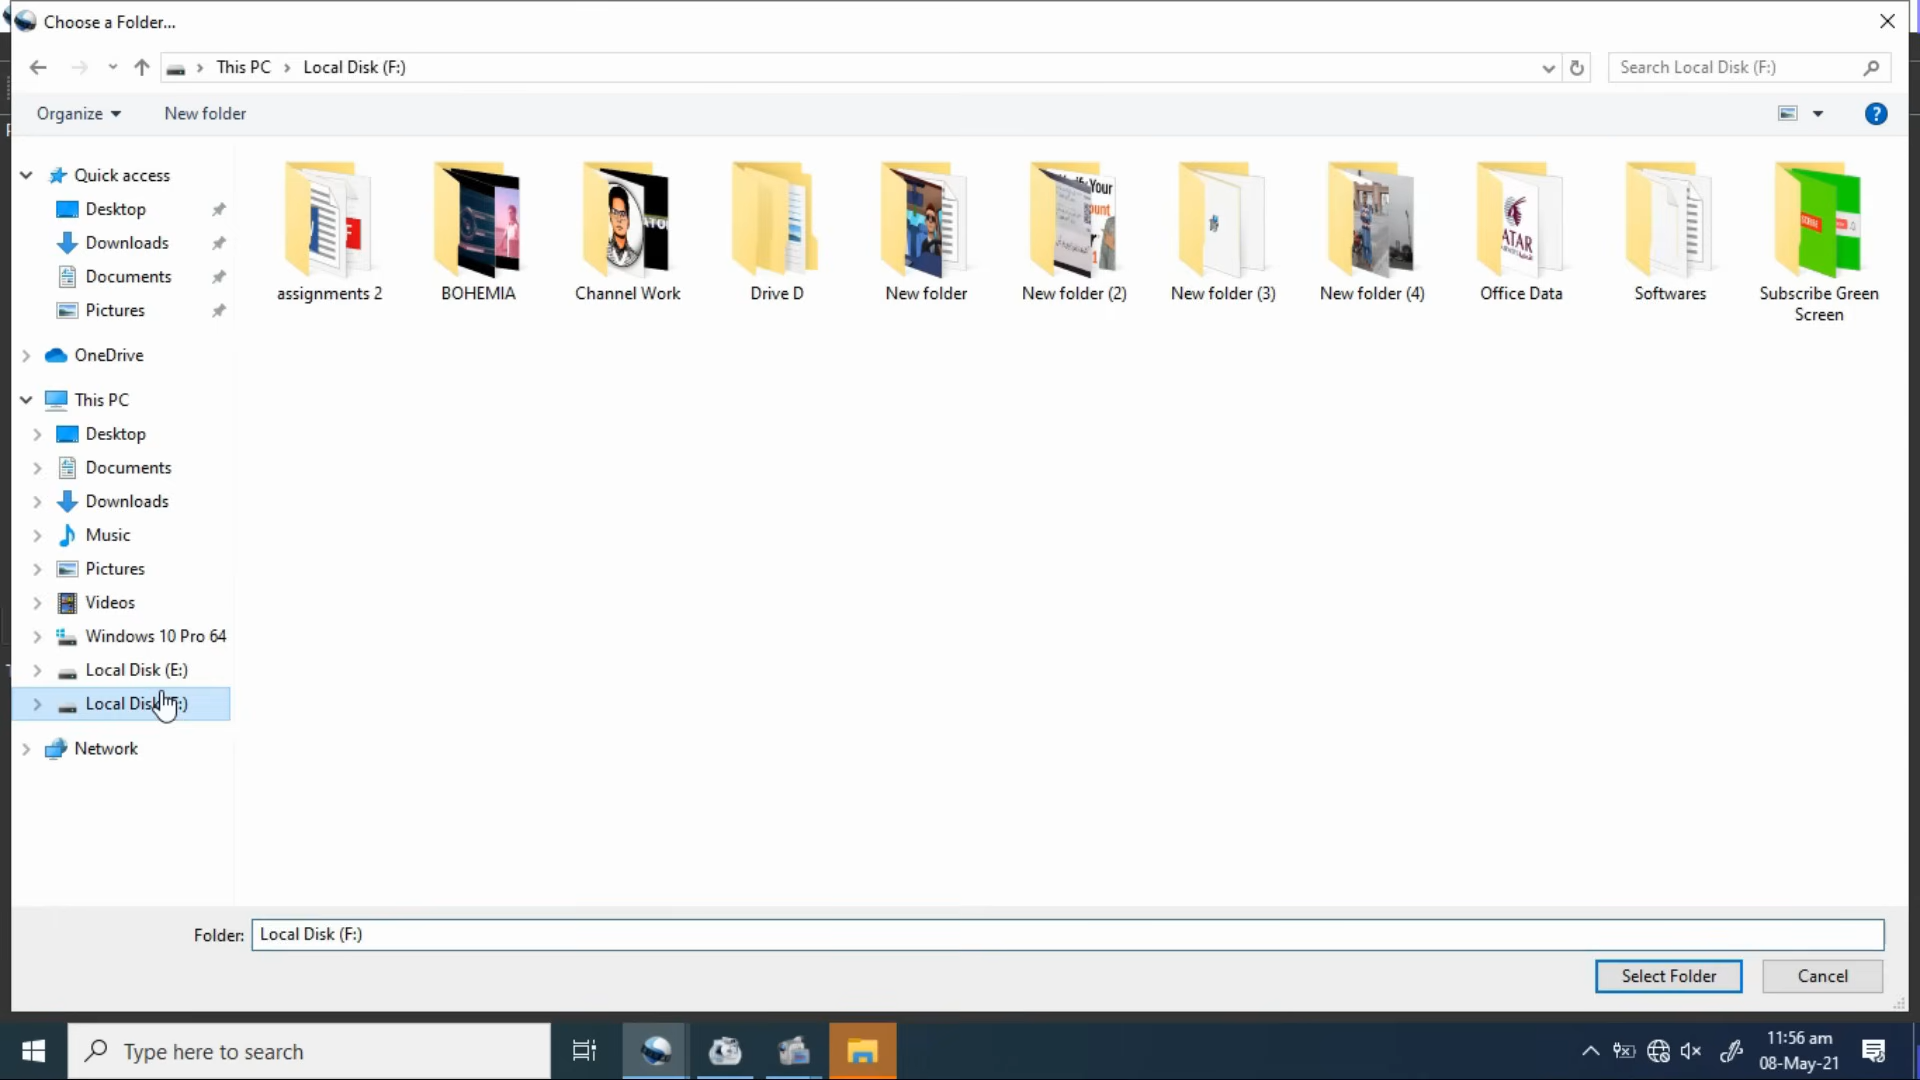 Choose a Folder...
This PC
Local Disk (F:)
Search Local Disk (F:)
Organize
New folder
Quick access
Desktop
Downloads
Documents
Pictures
OneDrive
This PC
Desktop
Documents
Downloads
Music
Pictures
Videos
Windows 10 Pro 64
Local Disk (E:)
Local Disk
Network
assignments 2
BOHEMIA
Channel Work
Drive D
New folder
New folder (2)
New folder (3)
New folder (4)
Office Data
Softwares
Subscribe Green
Screen
Folder:
Local Disk (F:)
Select Folder
Cancel
Type here to search
11:56 am
08-May-21